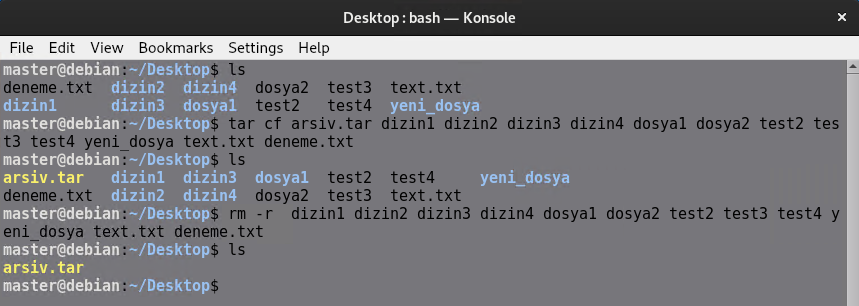 Desktop : bash — Konsole
File Edit View Bookmarks Settings Help
master@debian:~/Desktop$ ls
deneme.txt dizin2 dizin4 dosya2 test3 text.txt
dizin1 dizin3 dosya1 test2 test4 yeni_dosya
master@debian:~/Desktop$ tar cf arsiv.tar dizin1 dizin2 dizin3 dizin4 dosya1 dosya2 test2 tes
t3 test4 yeni_dosya text.txt deneme.txt
master@debian:~/Desktop$ ls
arsiv.tar dizin1 dizin3 dosya1 test2 test4 yeni_dosya
deneme.txt dizin2 dizin4 dosya2 test3 text.txt
master@debian:~/Desktop$ rm -r  dizin1 dizin2 dizin3 dizin4 dosya1 dosya2 test2 test3 test4 y
eni_dosya text.txt deneme.txt
master@debian:~/Desktop$ ls
arsiv.tar
master@debian:~/Desktop$